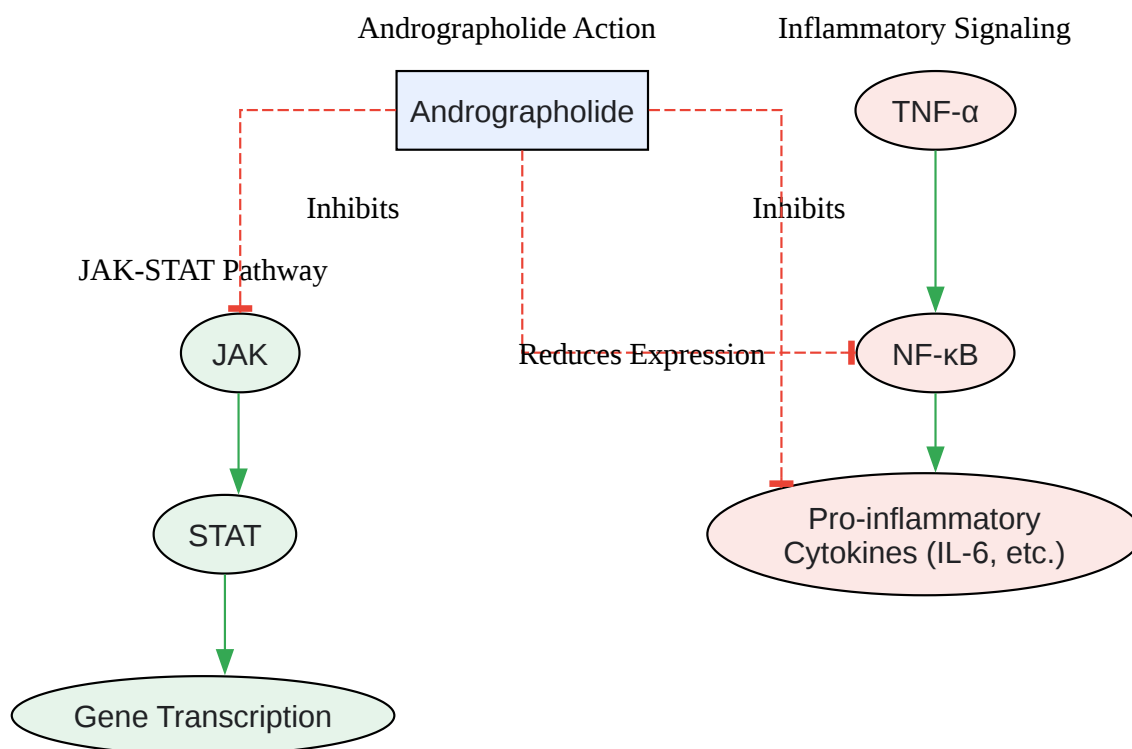 Andrographolide Action
Inflammatory Signaling
Andrographolide
TNF-α
Inhibits
Inhibits
JAK-STAT Pathway
JAK
Reduces Expression
NF-κB
STAT
Pro-inflammatory
Cytokines (IL-6, etc.)
Gene Transcription